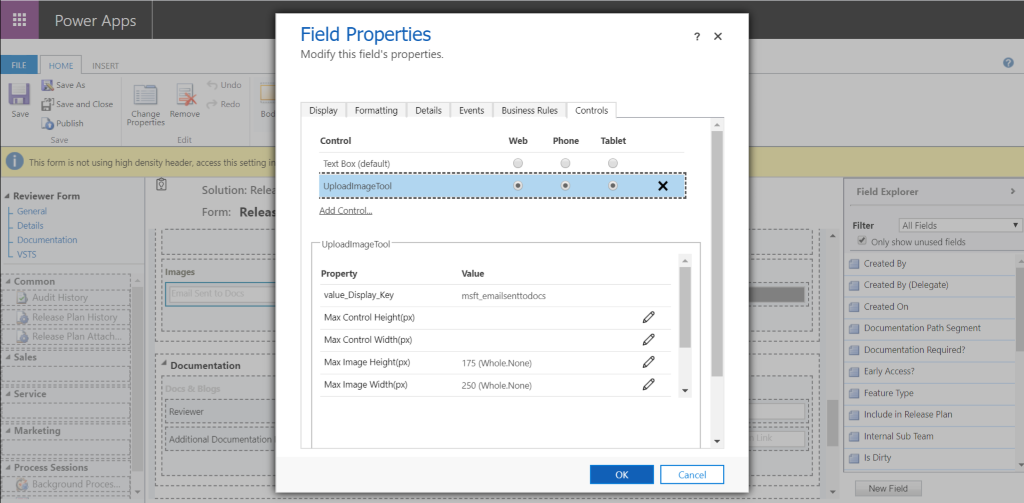 Power Apps
FILE
HOME
INSERT
Save
Save As
Save and Close
Publish
Save
Change
Properties
Remove
Undo
Redo
Edit
This form is not using high density header, access this setting in
Reviewer Form
General
Details
Documentation
VSTS
Common
Audit History
Release Plan History
Release Plan Attach...
Sales
Service
Marketing
Process Sessions
Background Proces...
Solution: Relea
Form: Releas
Images
Email Sent to Docs
Documentation
Docs & Blogs
Reviewer
Additional Documentation
Link
Field Properties
Modify this field's properties.
?
Display
Formatting
Details
Events
Business Rules
Controls
Control Web Phone Tablet
Text Box (default)
UploadImageTool
Add Control...
UploadImageTool
Property Value
value_Display_Key msft_emailsenttodocs
Max Control Height(px)
Max Control Width(px)
Max Image Height(px) 175 (Whole.None)
Max Image Width(px) 250 (Whole.None)
OK
Cancel
Field Explorer
Filter All Fields
Only show unused fields
Created By
Created By (Delegate)
Created On
Documentation Path Segment
Documentation Required?
Early Access?
Feature Type
Include in Release Plan
Internal Sub Team
Is Dirty
New Field